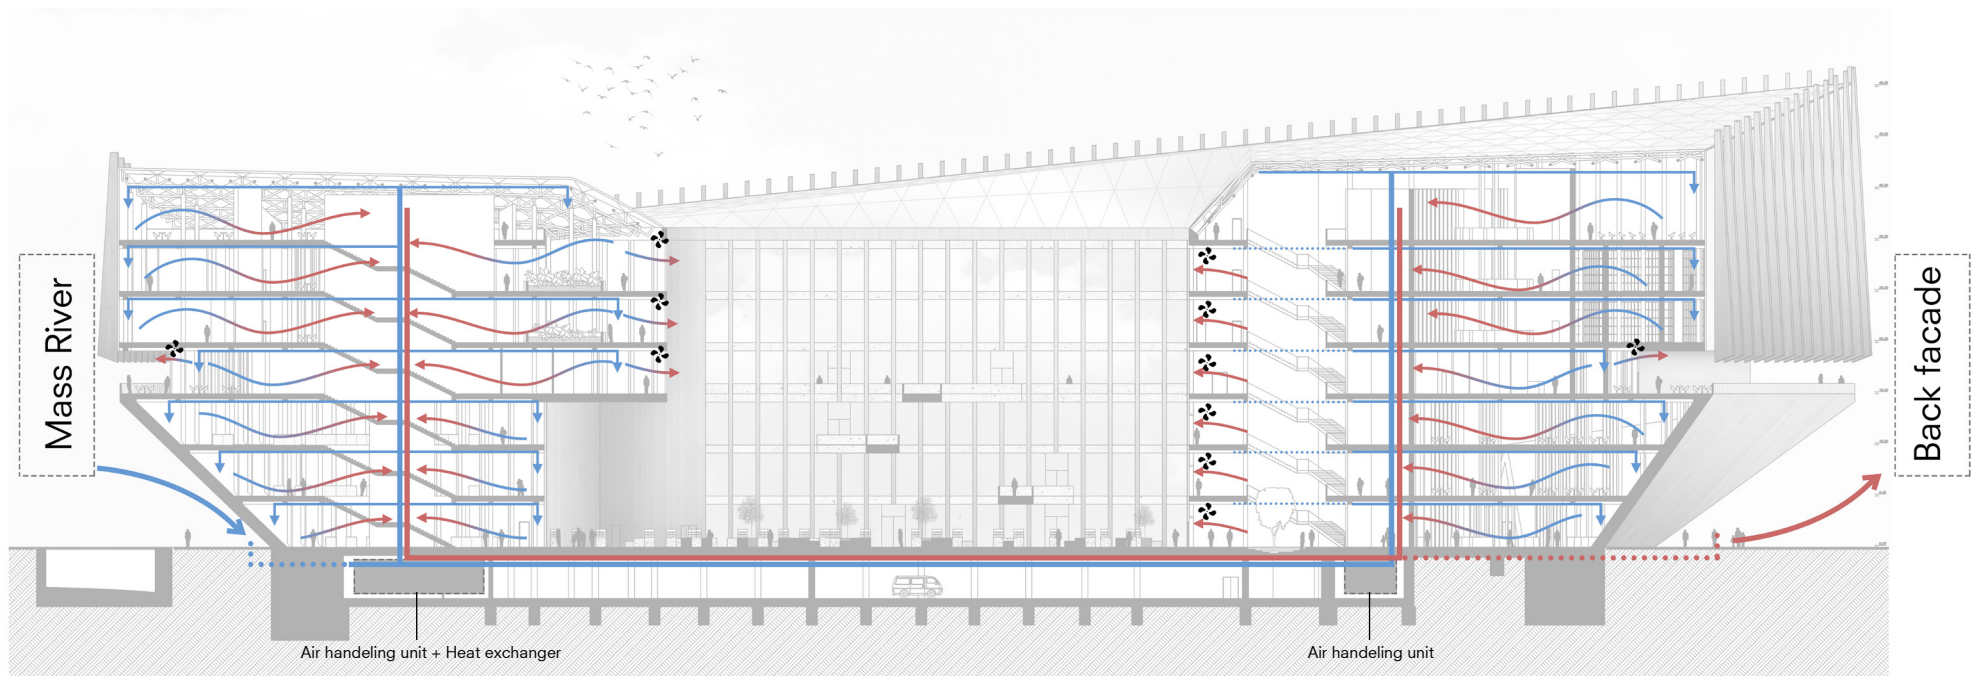 Mass River
Back facade
Air handeling unit + Heat exchanger
Air handeling unit